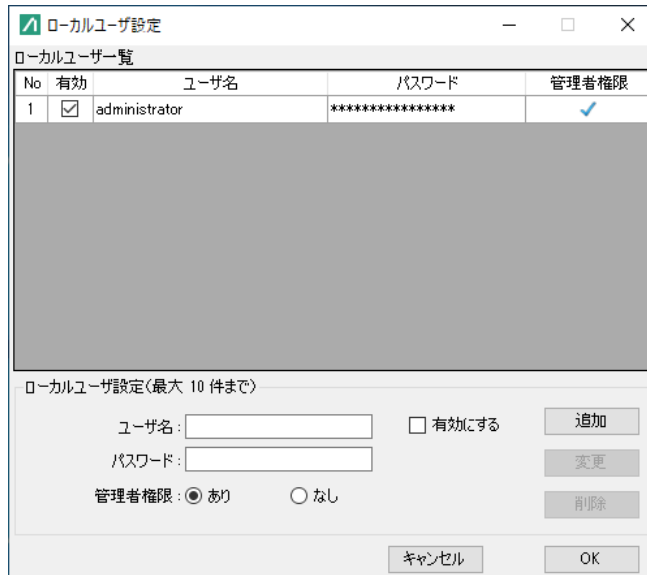 ローカルユーザ設定
ローカルユーザ一覧
No 有効 ユーザ名 パスワード 管理者権限
1 administrator ****************
ローカルユーザ設定(最大 10 件まで)
ユーザ名: 有効にする 追加
パスワード: 変更
管理者権限: あり なし 削除
キャンセル OK